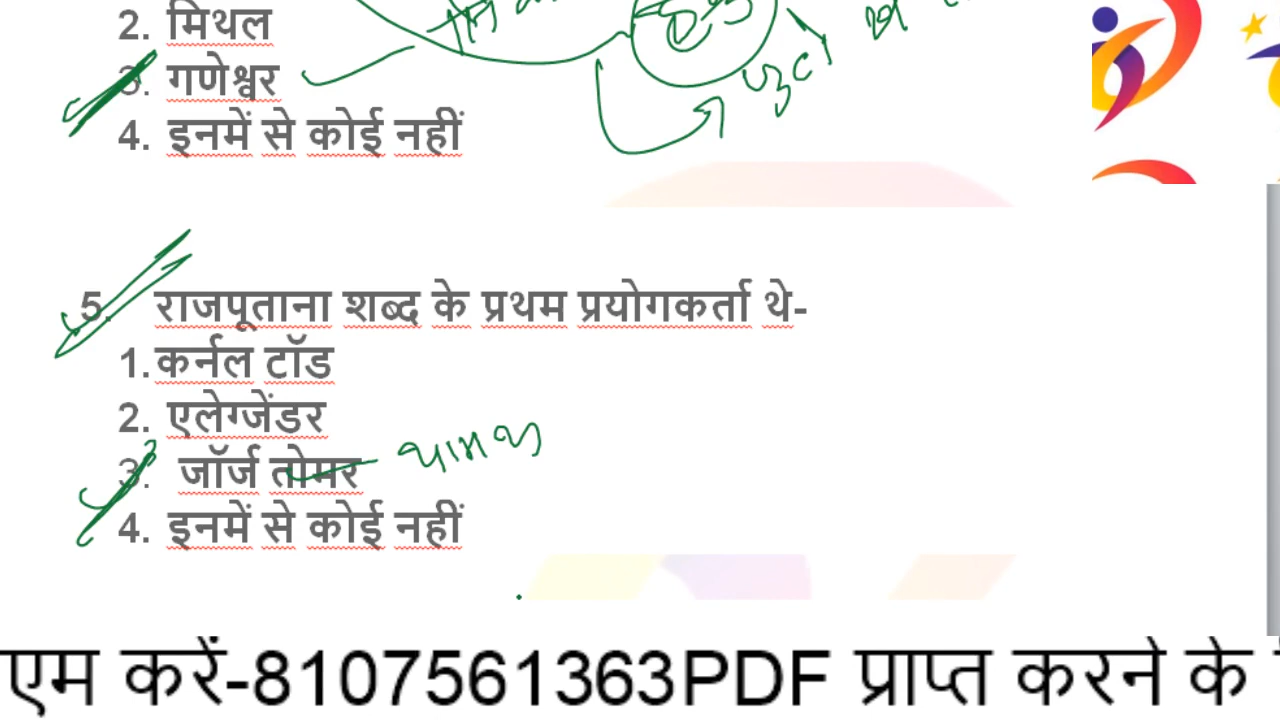 2. मिथल
3. गणेश्वर
4. इनमें से कोई नहीं
5. राजपूताना शब्द के प्रथम प्रयोगकर्ता थे-
1.कर्नल टॉड
2. एलेग्जेंडर
3. जॉर्ज तोमर थामस
4. इनमें से कोई नहीं
एम करें-8107561363PDF प्राप्त करने के